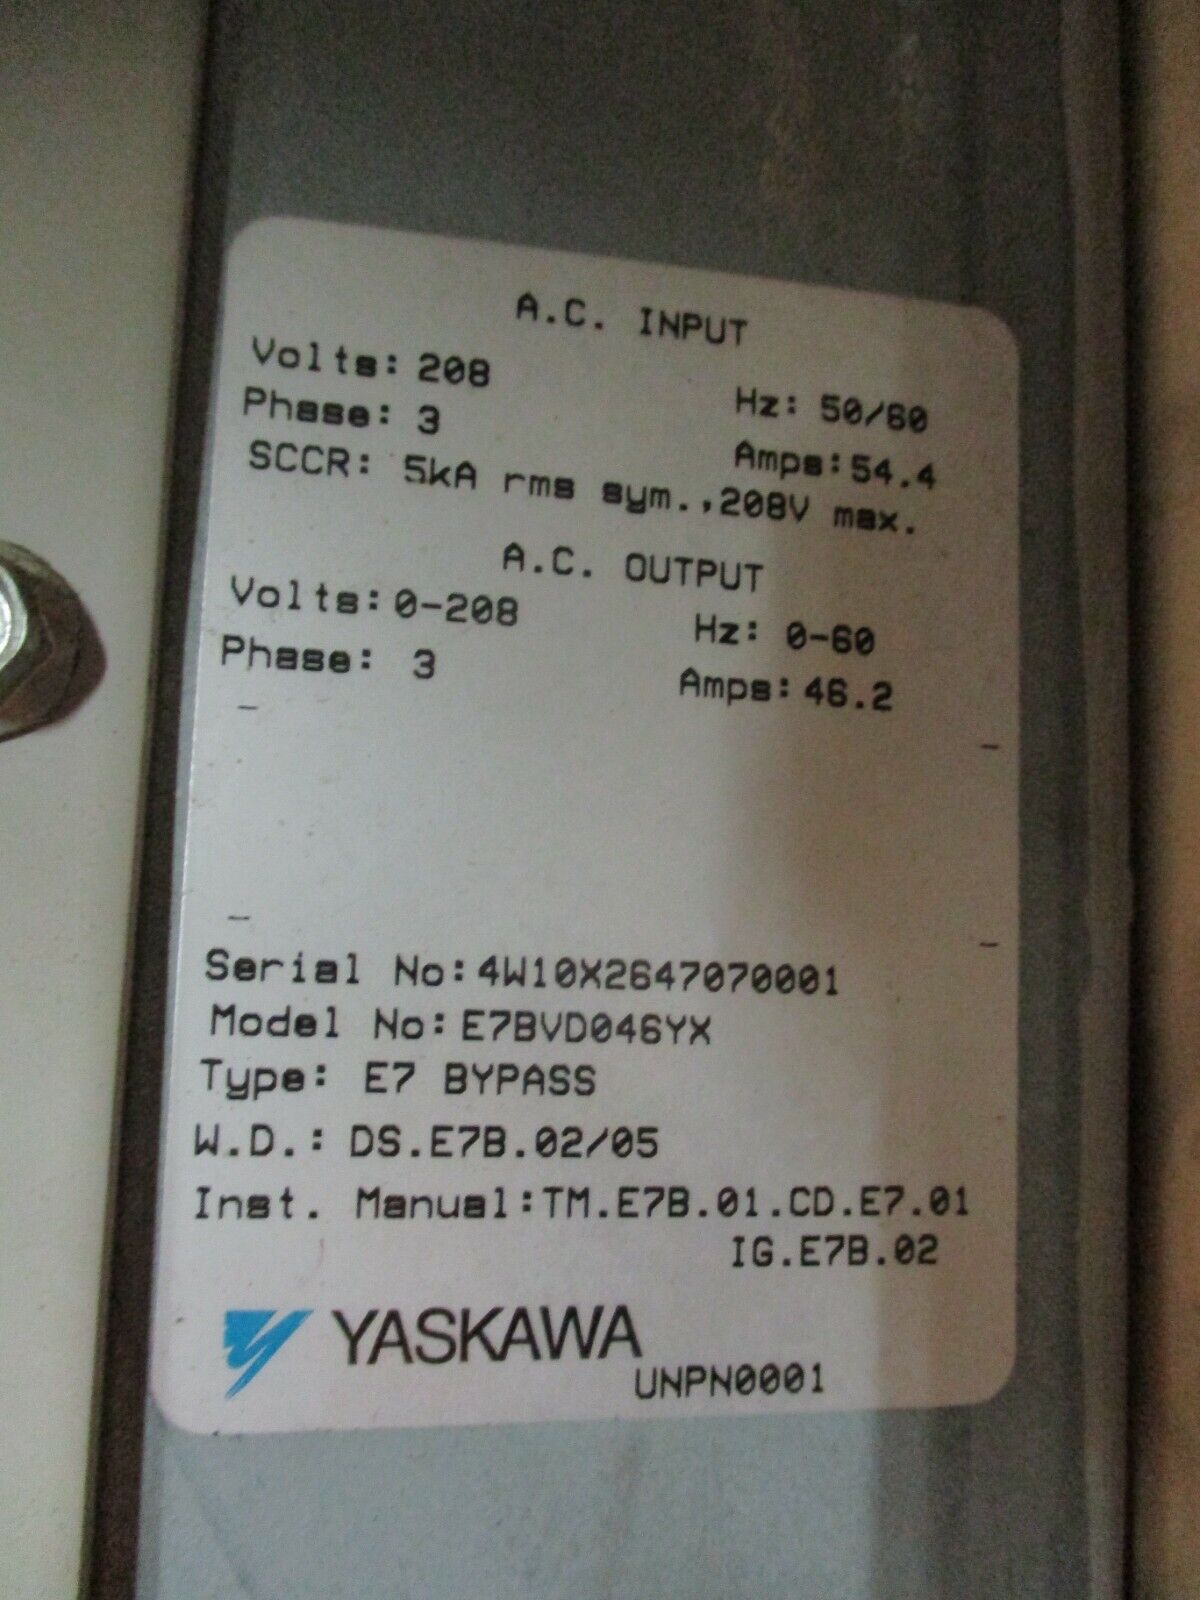 A.C. INPUT
Volts: 208 Hz: 50/60
Phase: 3 Amps:54.4
SCCR: 5kA rms sym.,208V max.
A.C. OUTPUT
Volts:0-208 Hz: 0-60
Phase: 3 Amps:46.2
Serial No:4W10X2647070001
Model No:E7BVD046YX
Type: E7 BYPASS
W.D.: DS.E7B.02/05
Inst. Manual:TM.E7B.01.CD.E7.01
IG.E7B.02
YASKAWA
UNPN0001